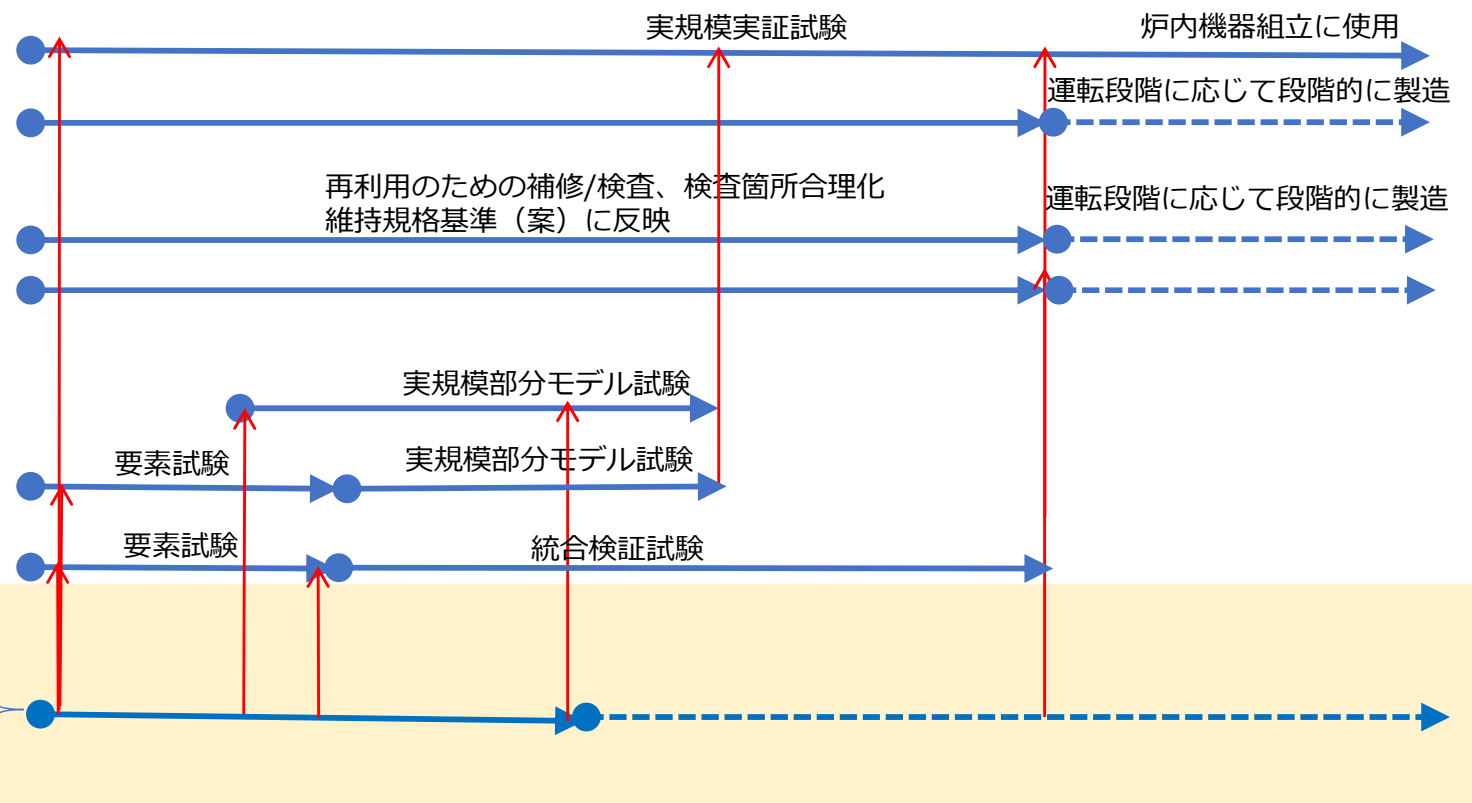 実規模実証試験
炉内機器組立に使用
運転段階に応じて段階的に製造
再利用のための補修/検査、検査箇所合理化
維持規格基準（案）に反映
運転段階に応じて段階的に製造
実規模部分モデル試験
要素試験
実規模部分モデル試験
要素試験
統合検証試験